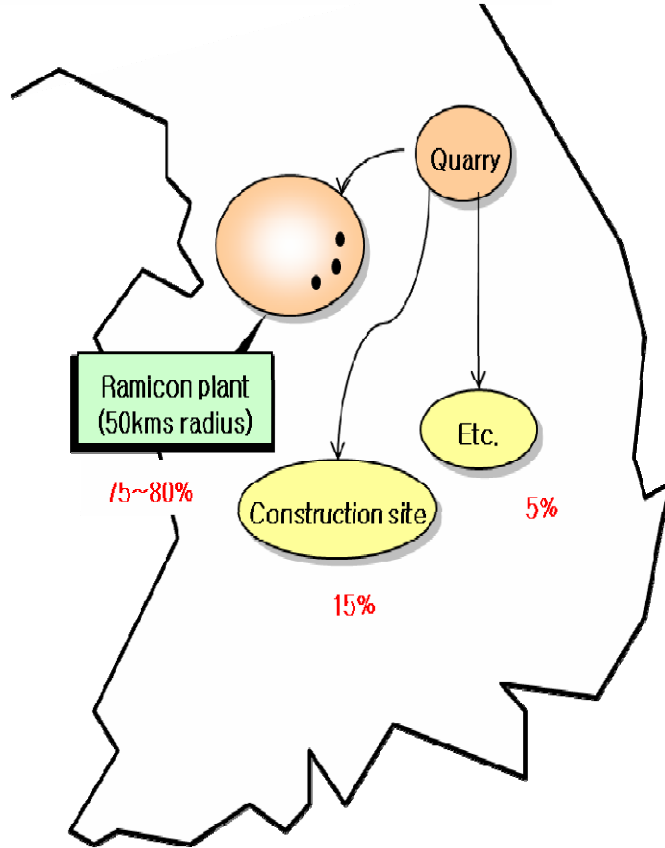 Quarry
Ramicon plant
(50kms radius)
Etc.
75~80%
Construction site
5%
15%